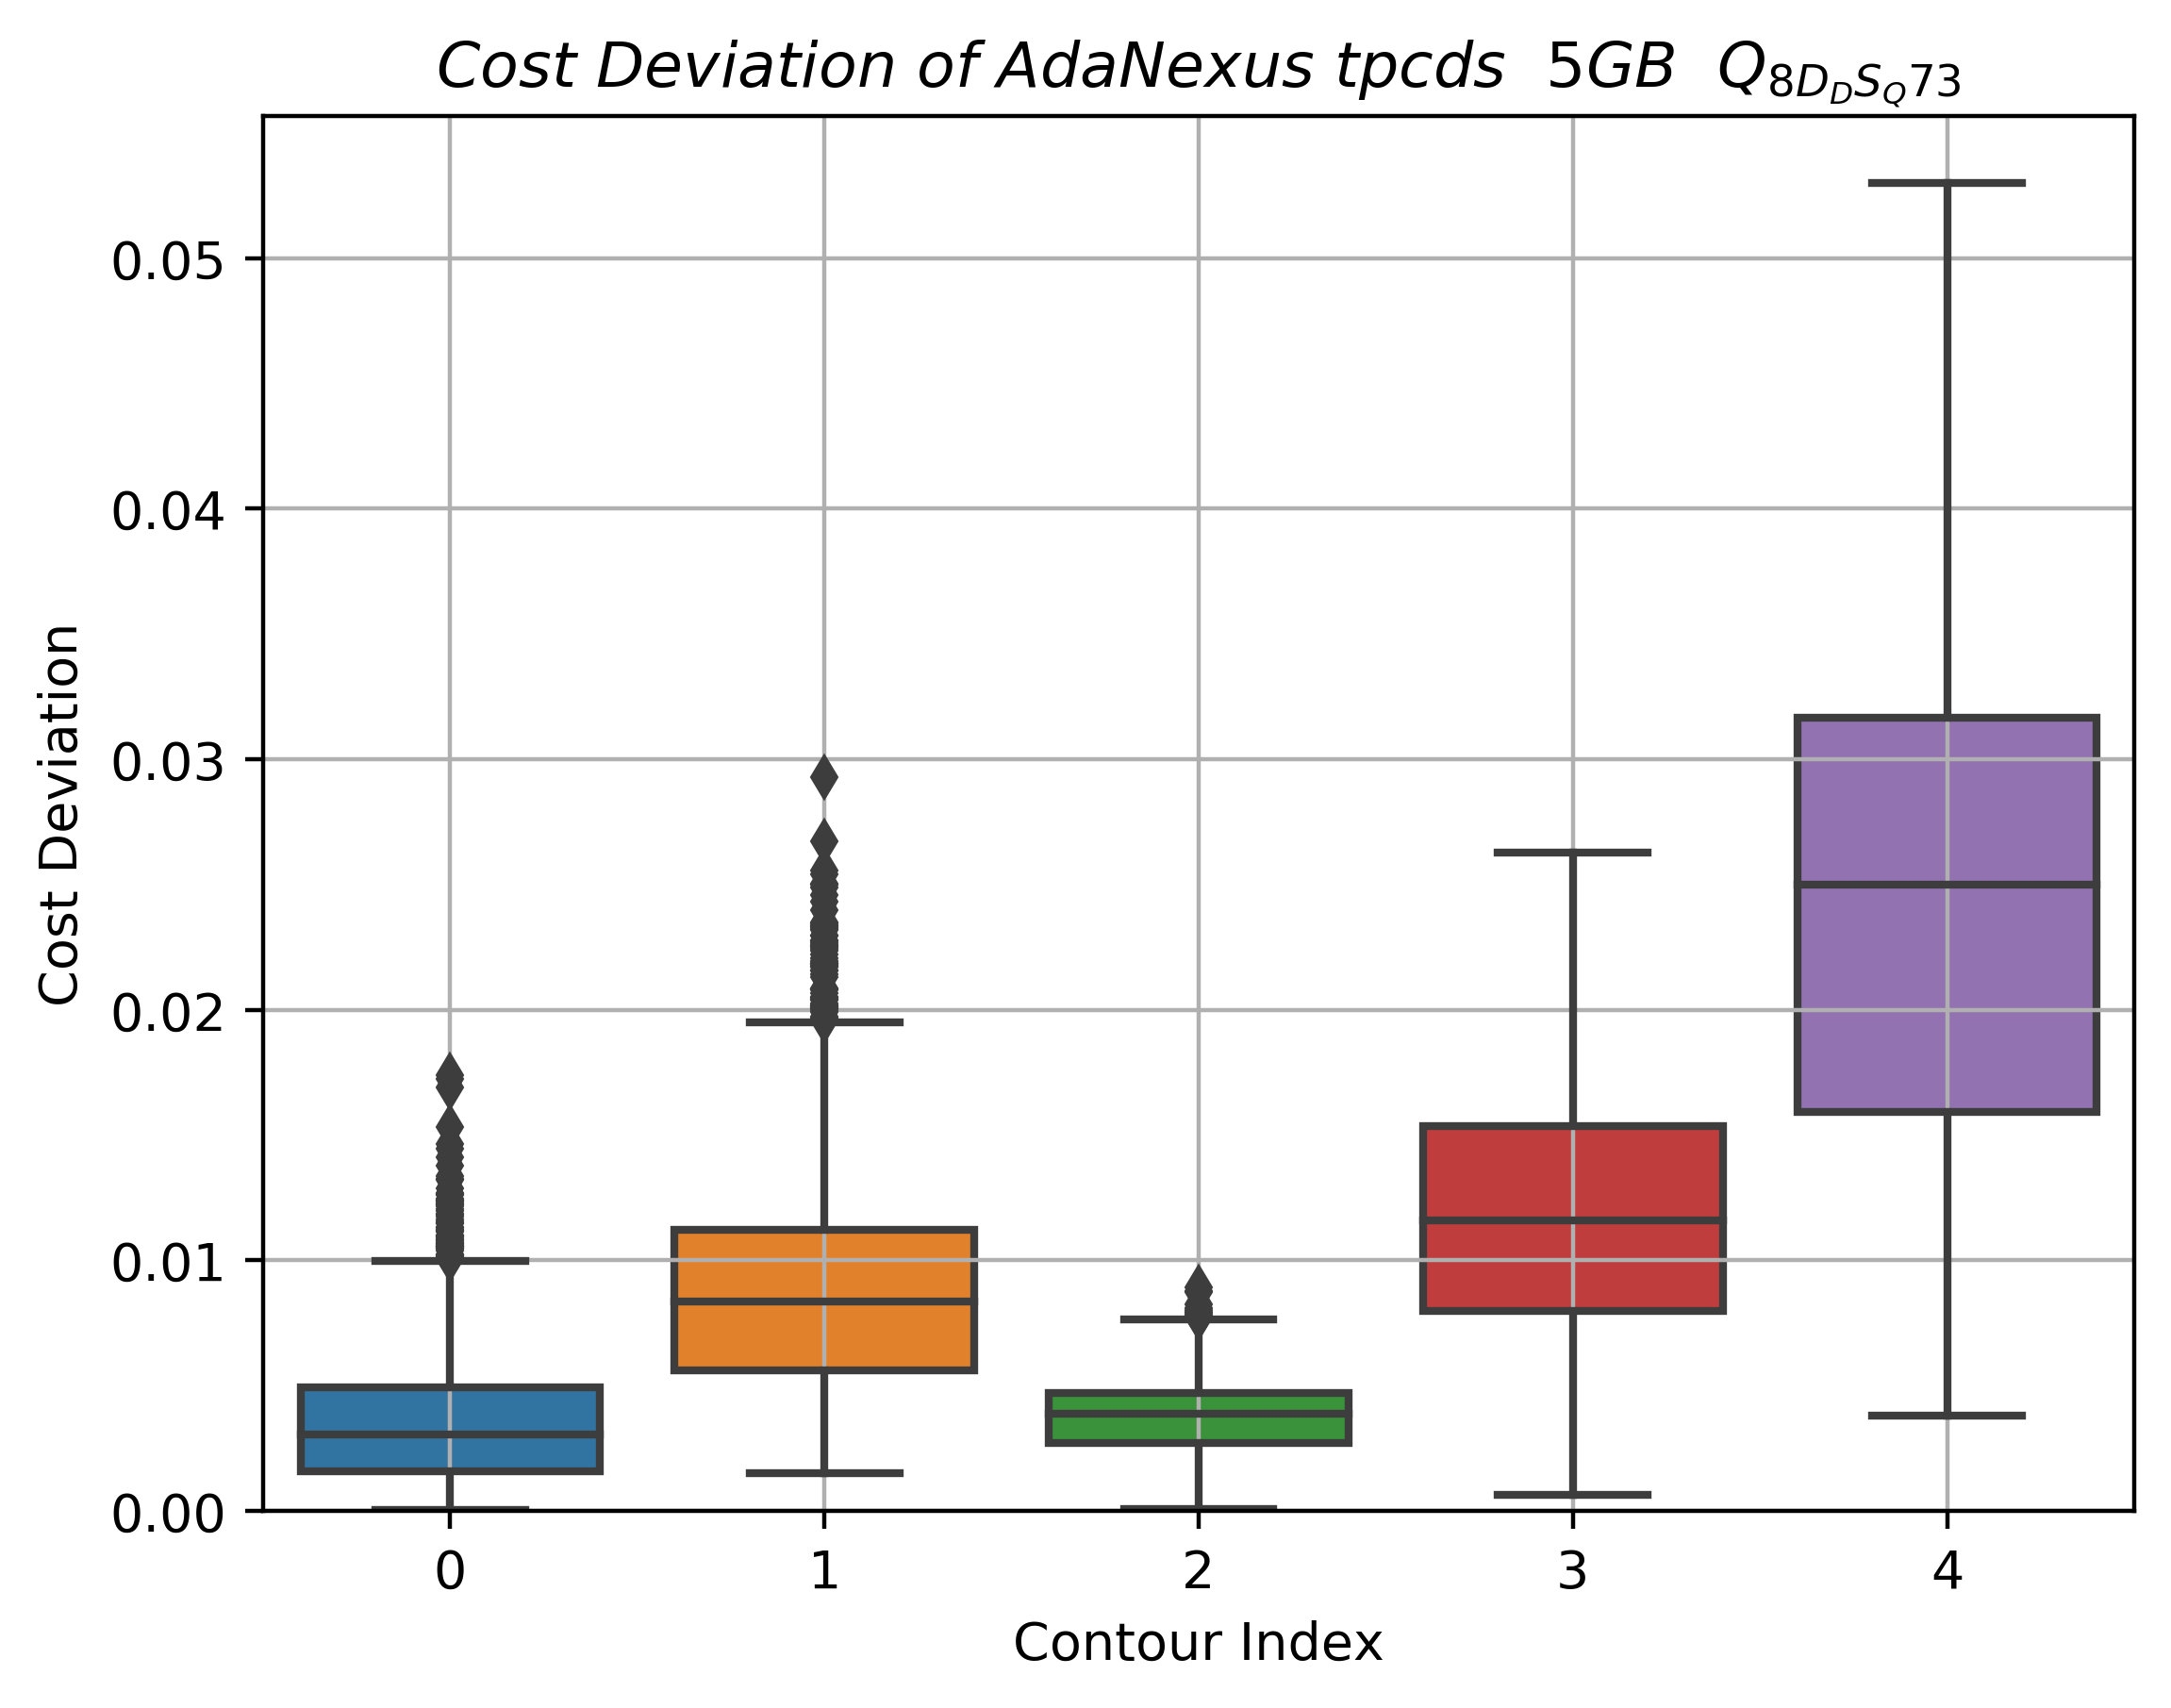 Cost Deviation of AdaNexus tpcds 5GB Q8DDSQ73
Cost Deviation
0.05
0.04
0.03
0.02
0.01
0.00
0 1 2 3 4
Contour Index